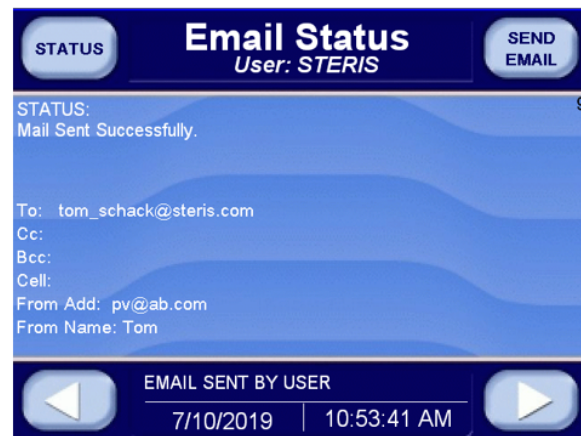 STATUS
Email Status
User: STERIS
SEND
EMAIL
STATUS:
Mail Sent Successfully.
To: tom_schack@steris.com
Cc:
Bcc:
Cell:
From Add: pv@ab.com
From Name: Tom
EMAIL SENT BY USER
7/10/2019
10:53:41 AM